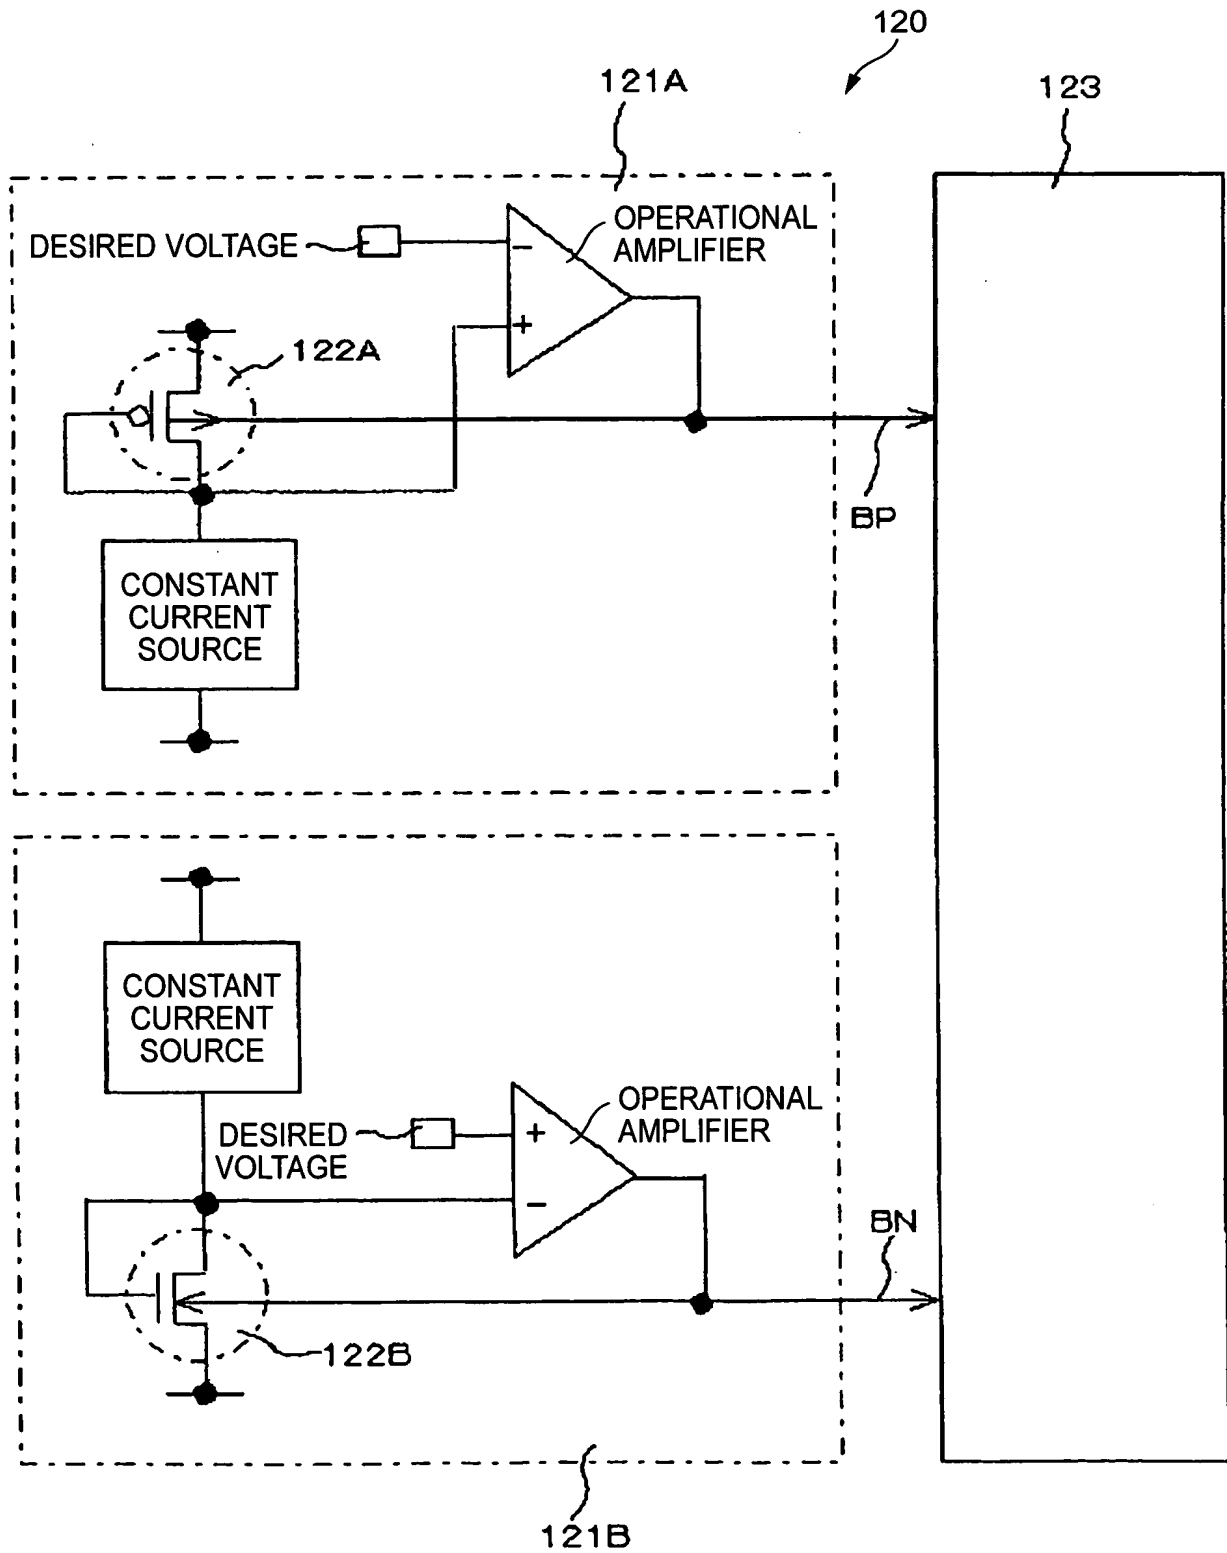 120
121A
123
OPERATIONAL
AMPLIFIER
DESIRED VOLTAGE
−
+
122A
BP
CONSTANT
CURRENT
SOURCE
CONSTANT
CURRENT
SOURCE
OPERATIONAL
AMPLIFIER
DESIRED
VOLTAGE
+
−
BN
122B
121B